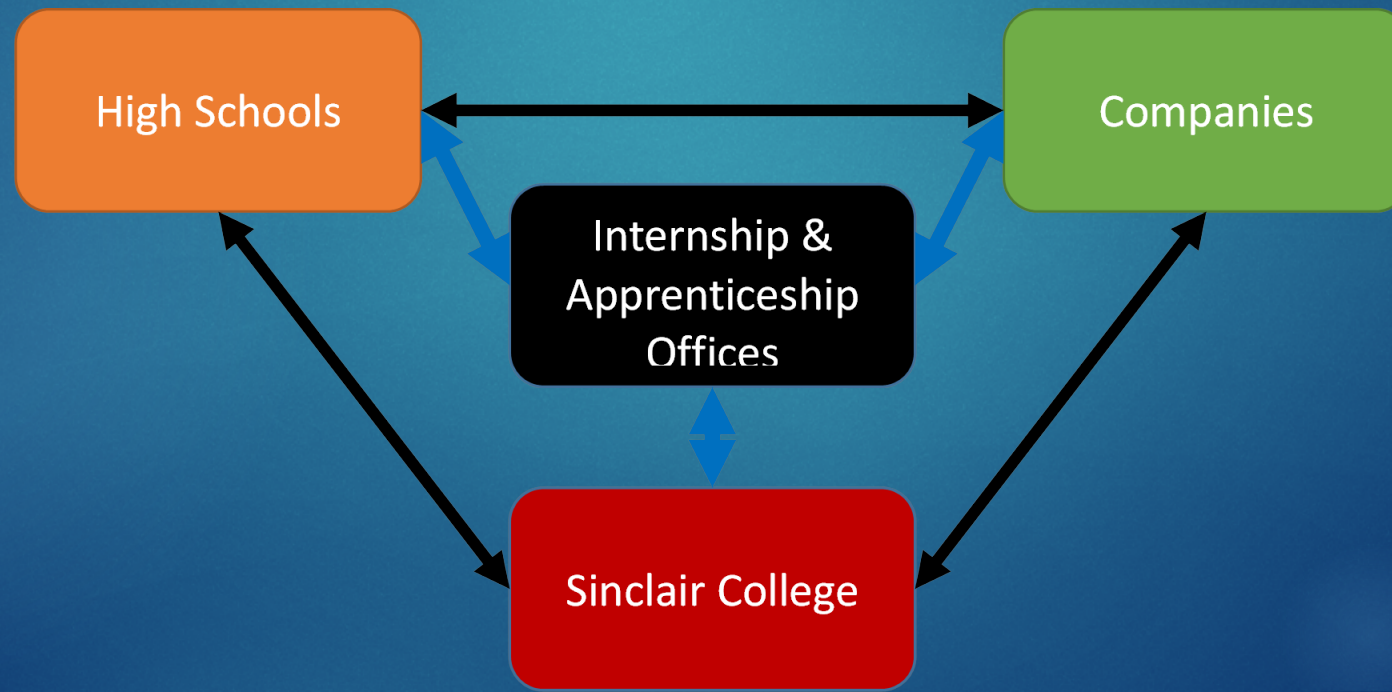 High Schools
Companies
Internship &
Apprenticeship
Offices
Sinclair College